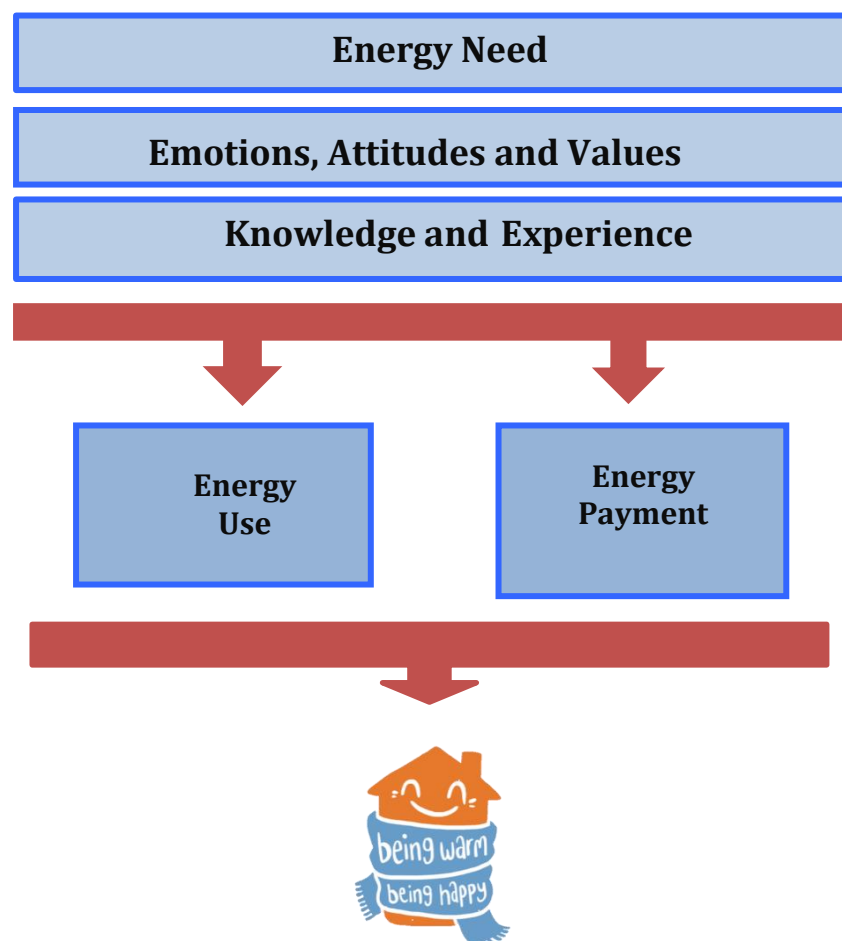 Energy Need
Emotions, Attitudes and Values
Knowledge and Experience
Energy
Use
Energy
Payment
being warm
being happy